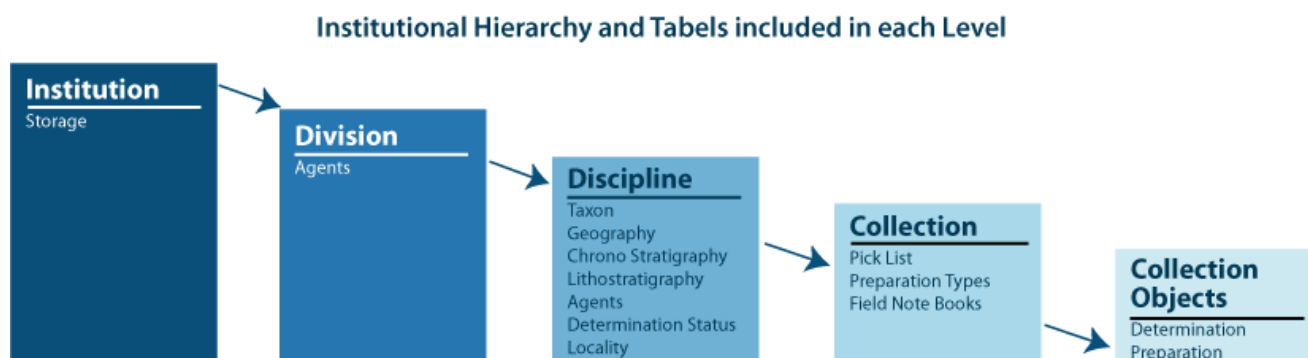 Institutional Hierarchy and Tabels included in each Level
Institution
Storage
Division
Agents
Discipline
Taxon
Geography
Chrono Stratigraphy
Lithostratigraphy
Agents
Determination Status
Locality
Collection
Pick List
Preparation Types
Field Note Books
Collection
Objects
Determination
Preparation